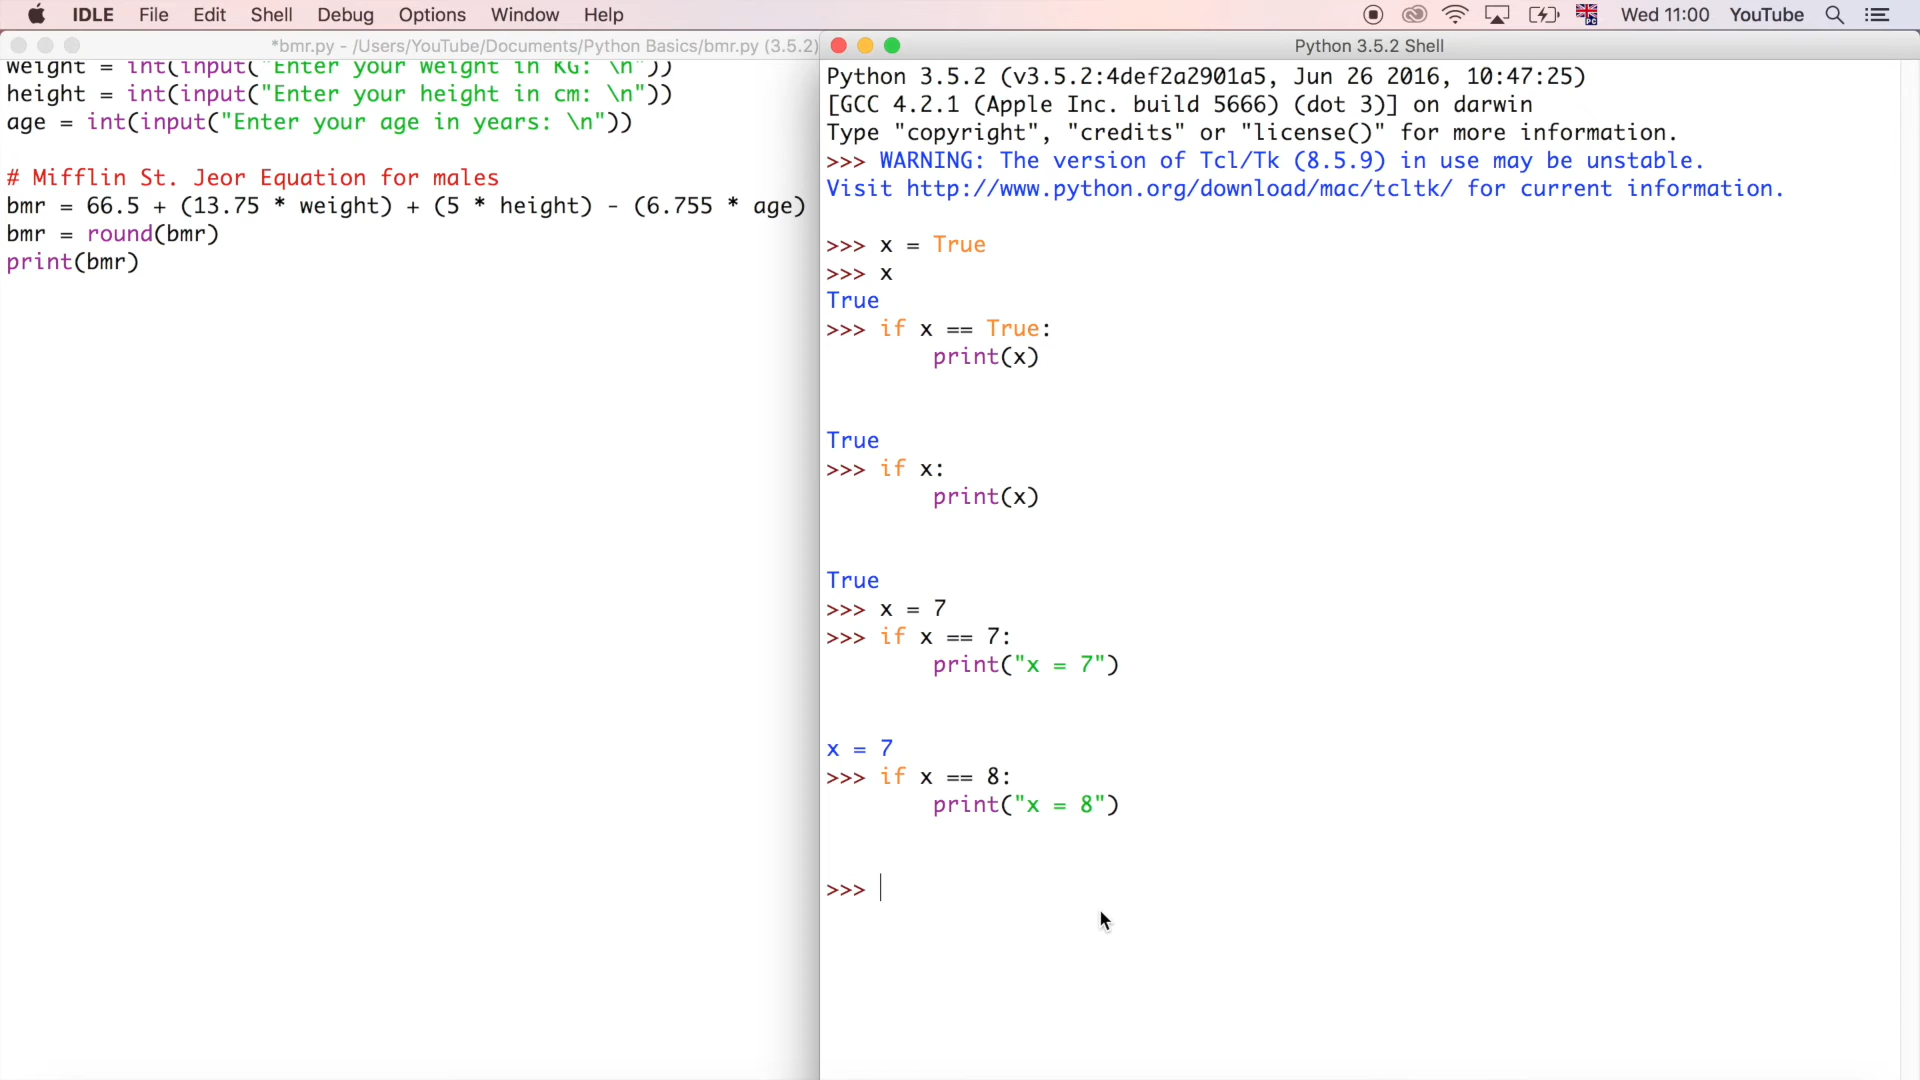 IDLE File Edit Shell Debug Options Window Help Wed 11:00 YouTube
*bmr.py - /Users/YouTube/Documents/Python Basics/bmr.py (3.5.2)
weight = int(input("Enter your weight in KG: \n"))
height = int(input("Enter your height in cm: \n"))
age = int(input("Enter your age in years: \n"))
# Mifflin St. Jeor Equation for males
bmr = 66.5 + (13.75 * weight) + (5 * height) - (6.755 * age)
bmr = round(bmr)
print(bmr)
Python 3.5.2 Shell
Python 3.5.2 (v3.5.2:4def2a2901a5, Jun 26 2016, 10:47:25)
[GCC 4.2.1 (Apple Inc. build 5666) (dot 3)] on darwin
Type "copyright", "credits" or "license()" for more information.
>>> WARNING: The version of Tcl/Tk (8.5.9) in use may be unstable.
Visit http://www.python.org/download/mac/tcltk/ for current information.
>>> x = True
>>> x
True
>>> if x == True:
print(x)
True
>>> if x:
print(x)
True
>>> x = 7
>>> if x == 7:
print("x = 7")
x = 7
>>> if x == 8:
print("x = 8")
>>>